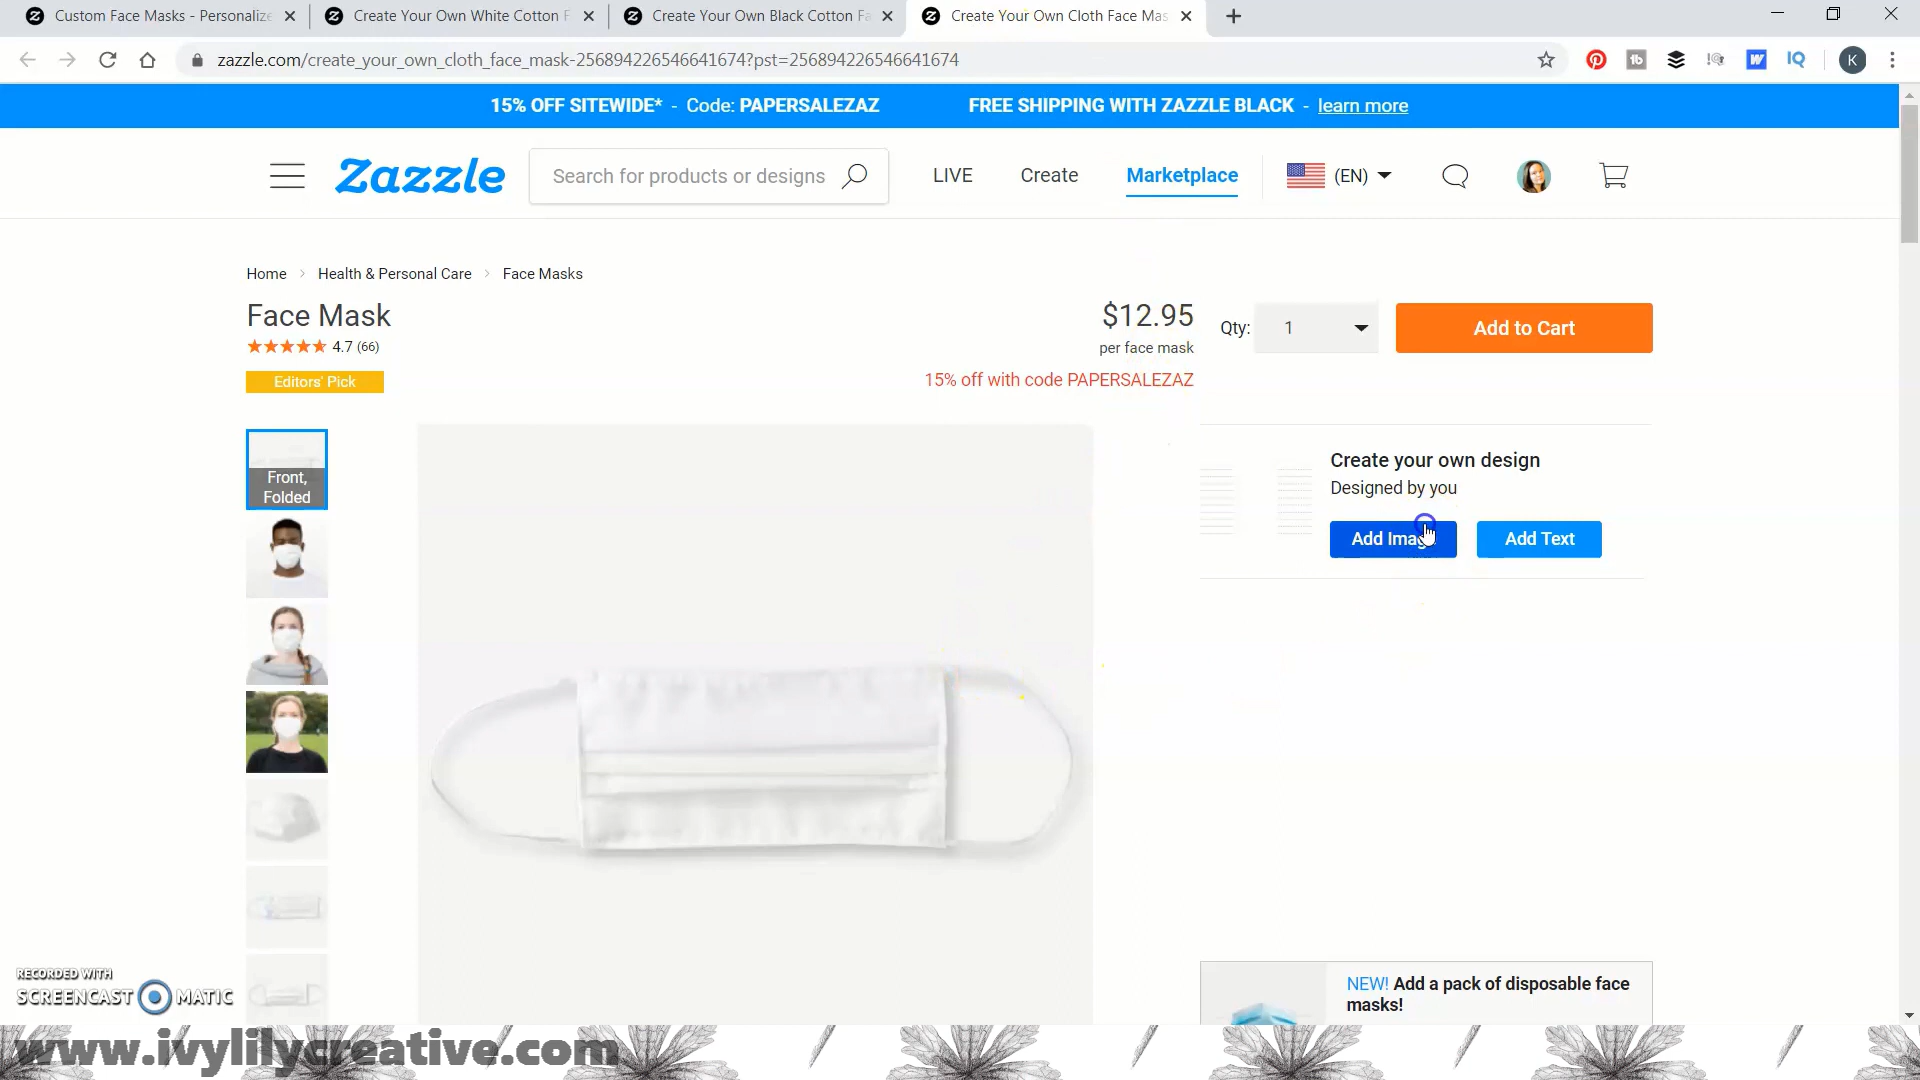 Custom Face Masks - Personalize
Create Your Own White Cotton F
Create Your Own Black Cotton Fa
Create Your Own Cloth Face Mas
zazzle.com/create_your_own_cloth_face_mask-256894226546641674?pst=256894226546641674
K
15% OFF SITEWIDE* - Code: PAPERSALEZAZ FREE SHIPPING WITH ZAZZLE BLACK - learn more
Zazzle
Search for products or designs
LIVE
Create
Marketplace
(EN)
Home > Health & Personal Care > Face Masks
Face Mask
4.7 (66)
Editors' Pick
$12.95
per face mask
15% off with code PAPERSALEZAZ
Qty: 1
Add to Cart
Front,
Folded
Create your own design
Designed by you
Add Imag
Add Text
NEW! Add a pack of disposable face
masks!
RECORDED WITH
SCREENCAST MATIC
www.ivylilycreative.com